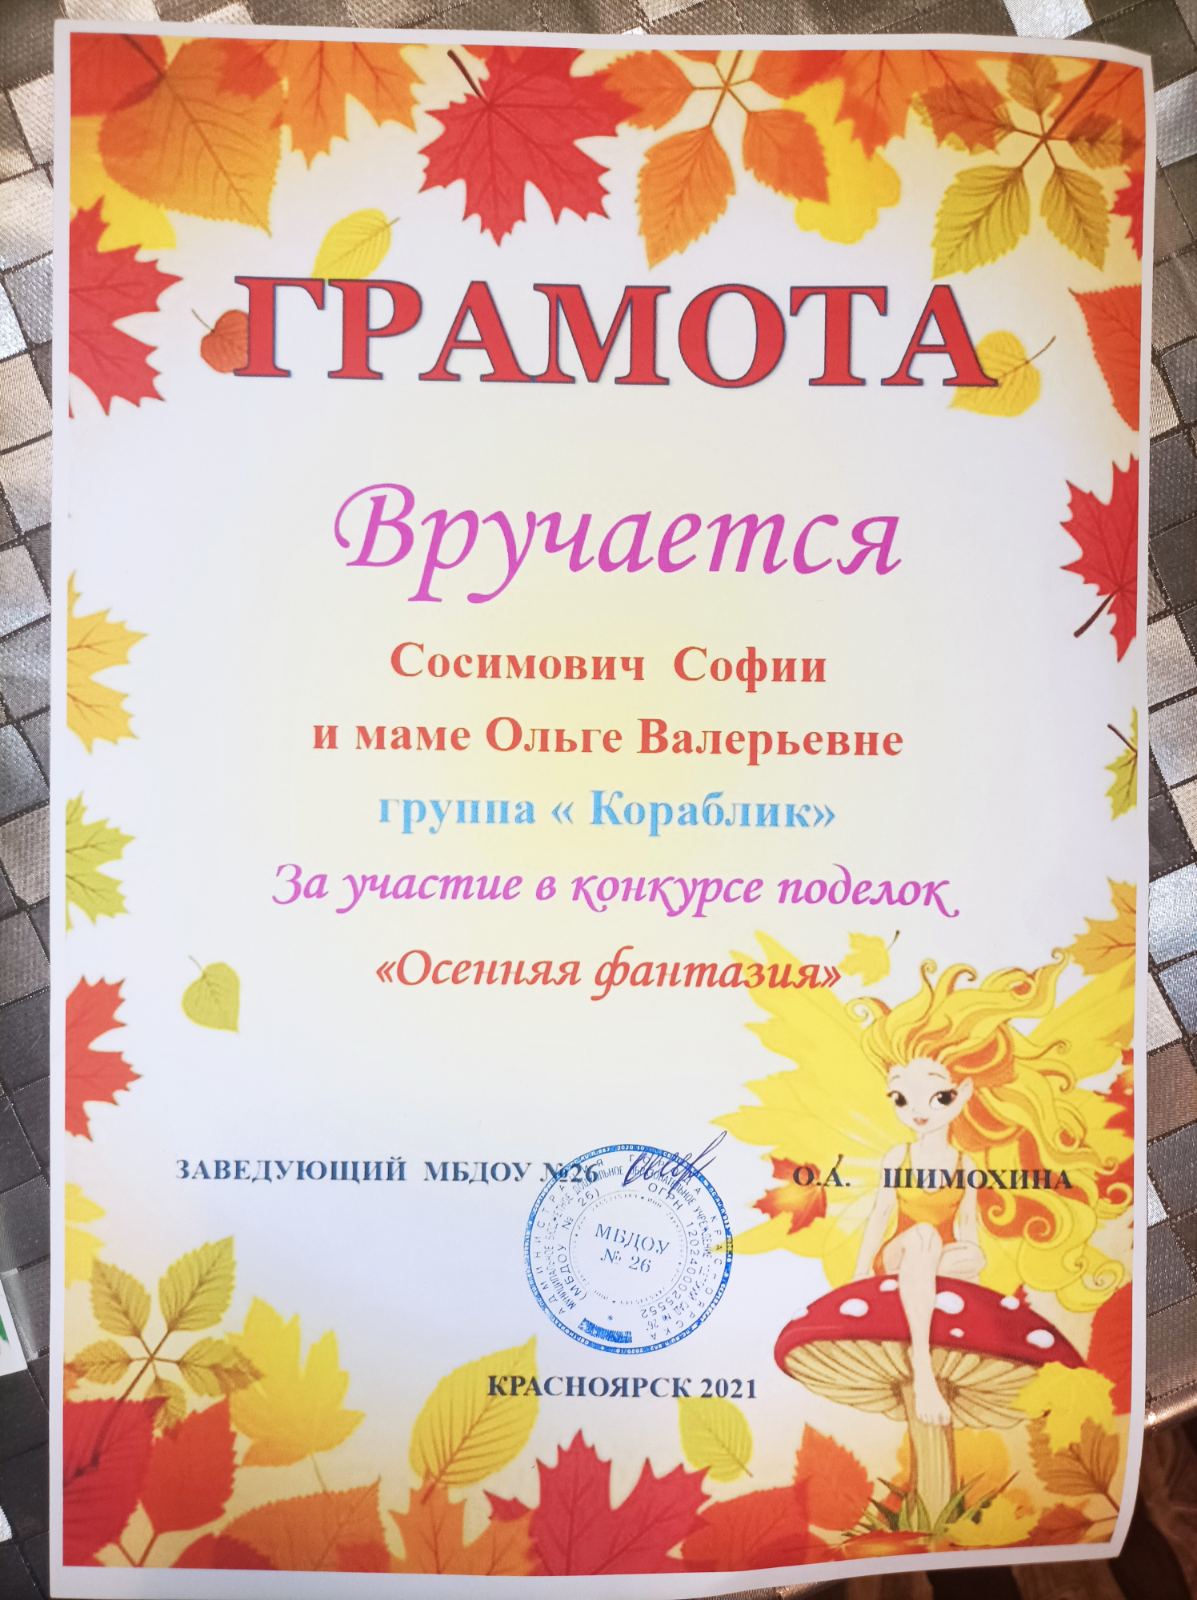 ГРАМОТА
Вручается
Сосимович Софии
и маме Ольге Валерьевне
группа « Кораблик»
За участие в конкурсе поделок
«Осенняя фантазия»
ЗАВЕДУЮЩИЙ МБДОУ №26
О.А. ШИМОХИНА
МБДОУ
№ 26
КРАСНОЯРСК 2021